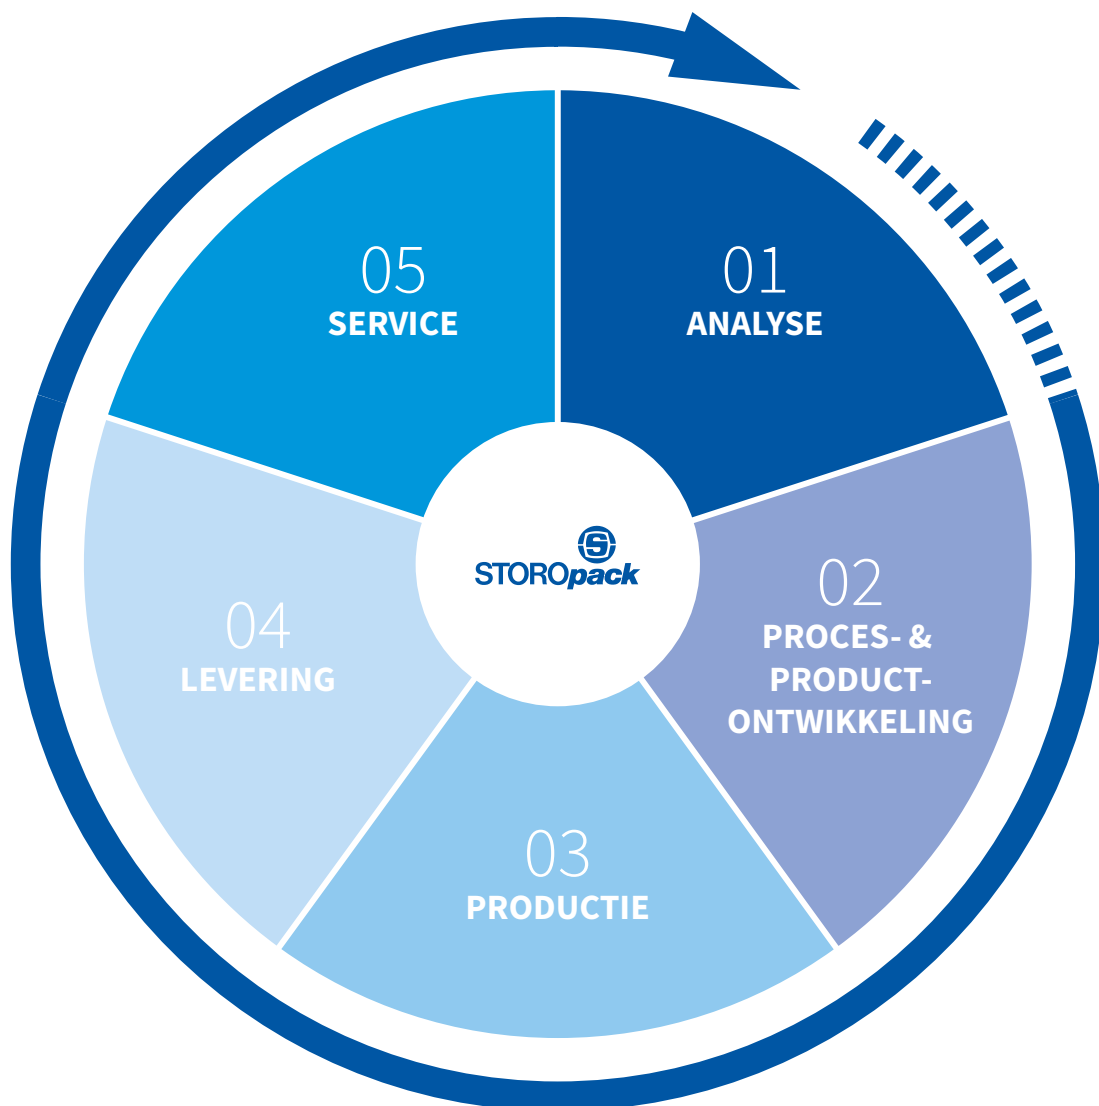 01
ANALYSE
02
PROCES- &
PRODUCT-
ONTWIKKELING
03
PRODUCTIE
04
LEVERING
05
SERVICE
S
STOROpack